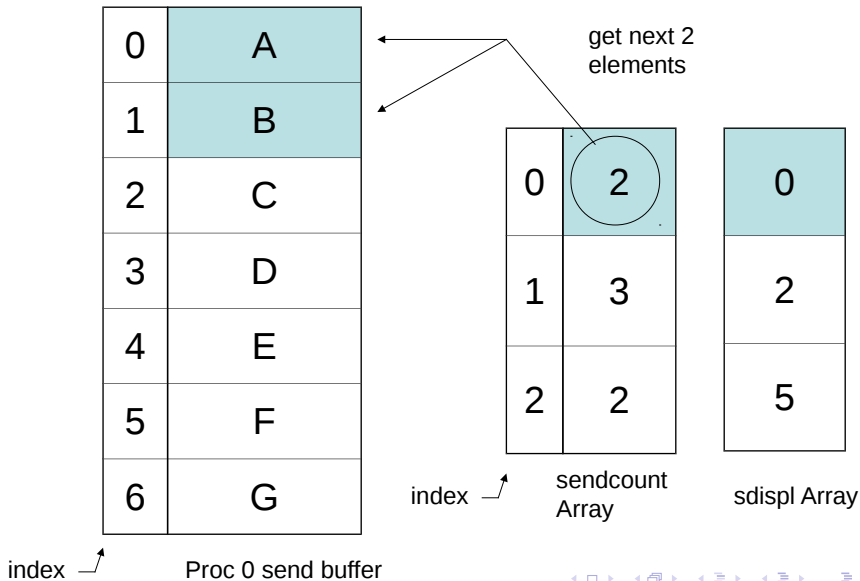 0 A
1 B
2 C
3 D
4 E
5 F
6 G
index
Proc 0 send buffer
get next 2
elements
0 2
1 3
2 2
index
sendcount
Array
0
2
5
sdispl Array